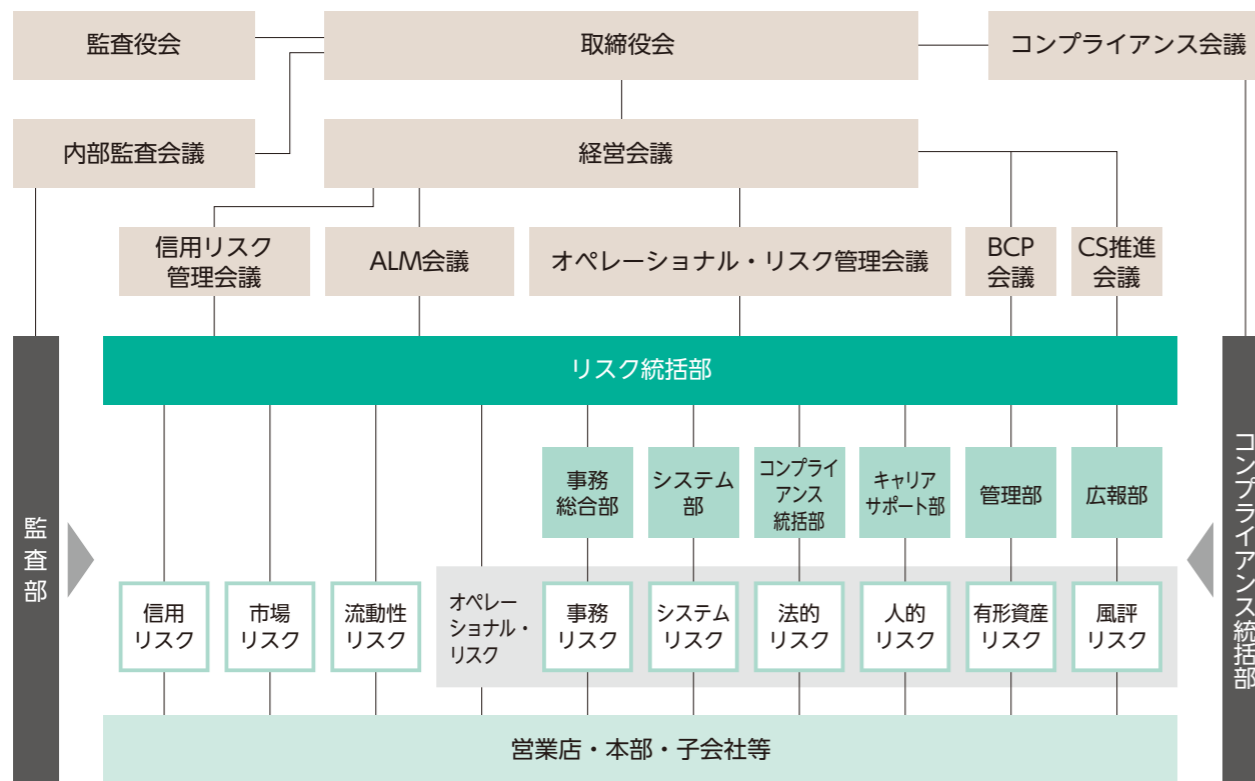 監査役会
取締役会
コンプライアンス会議
内部監査会議
経営会議
信用リスク
管理会議
ALM会議
オペレーショナル・リスク管理会議
BCP
会議
CS推進
会議
リスク統括部
監査部
コンプライアンス統括部
事務
総合部
システム
部
コンプライ
アンス
統括部
キャリア
サポート部
管理部
広報部
信用
リスク
市場
リスク
流動性
リスク
オペレー
ショナル・
リスク
事務
リスク
システム
リスク
法的
リスク
人的
リスク
有形資産
リスク
風評
リスク
営業店・本部・子会社等